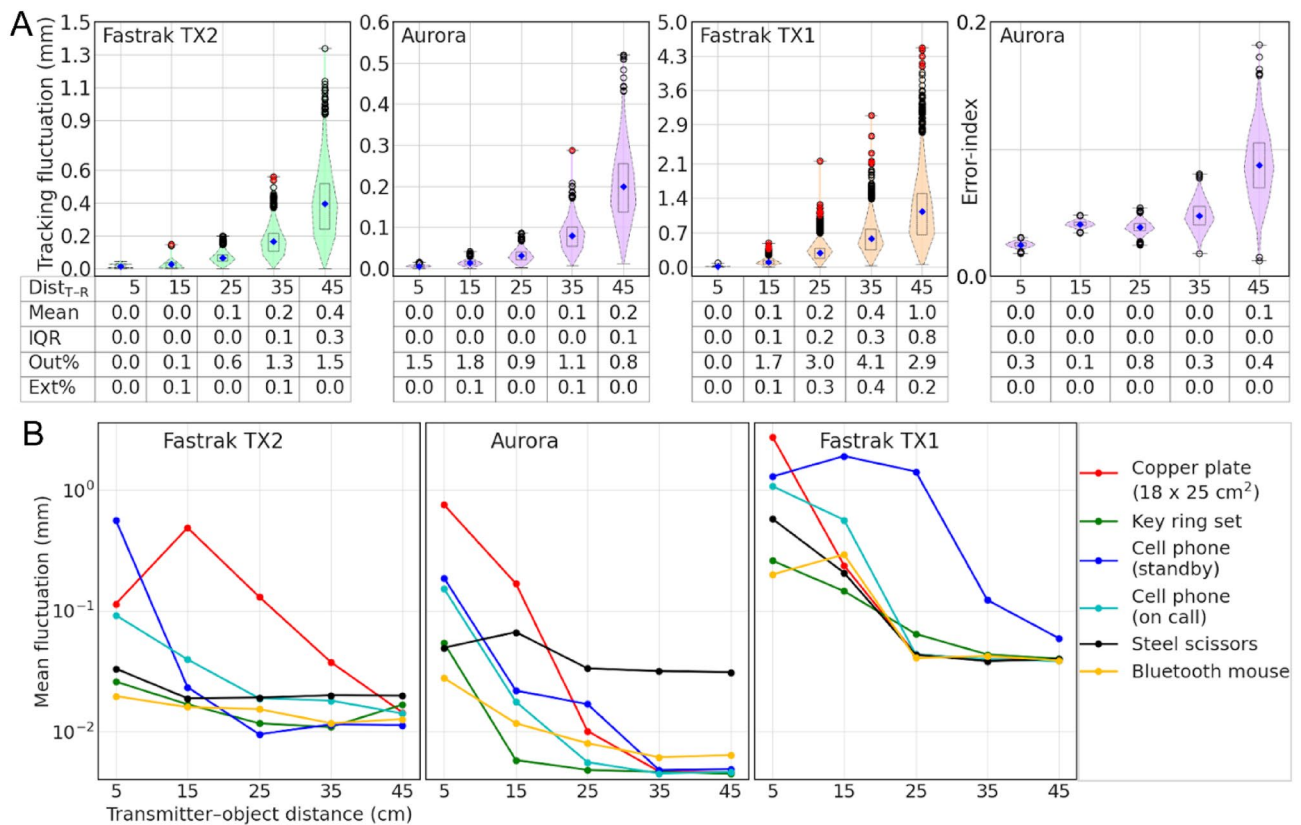 A
Tracking fluctuation (mm)
Fastrak TX2
1.5
1.3
1.1
0.9
0.6
0.4
0.2
0.0
Aurora
0.6
0.5
0.4
0.3
0.2
0.1
0.0
Fastrak TX1
5.0
4.3
3.6
2.9
2.1
1.4
0.7
0.0
Error-index
Aurora
0.2
0.0
Dist_T–R 5 15 25 35 45 5 15 25 35 45 5 15 25 35 45 5 15 25 35 45
Mean 0.0 0.0 0.1 0.2 0.4 0.0 0.0 0.0 0.1 0.2 0.0 0.1 0.2 0.4 1.0 0.0 0.0 0.0 0.0 0.1
IQR 0.0 0.0 0.0 0.1 0.3 0.0 0.0 0.0 0.0 0.1 0.0 0.1 0.2 0.3 0.8 0.0 0.0 0.0 0.0 0.0
Out% 0.0 0.1 0.6 1.3 1.5 1.5 1.8 0.9 1.1 0.8 0.0 1.7 3.0 4.1 2.9 0.3 0.1 0.8 0.3 0.4
Ext% 0.0 0.1 0.0 0.1 0.0 0.0 0.1 0.0 0.1 0.0 0.0 0.1 0.3 0.4 0.2 0.0 0.0 0.0 0.0 0.0
B
Mean fluctuation (mm)
10⁰
10⁻¹
10⁻²
Fastrak TX2
Aurora
Fastrak TX1
5 15 25 35 45 5 15 25 35 45 5 15 25 35 45
Transmitter–object distance (cm)
Copper plate
(18 x 25 cm²)
Key ring set
Cell phone
(standby)
Cell phone
(on call)
Steel scissors
Bluetooth mouse